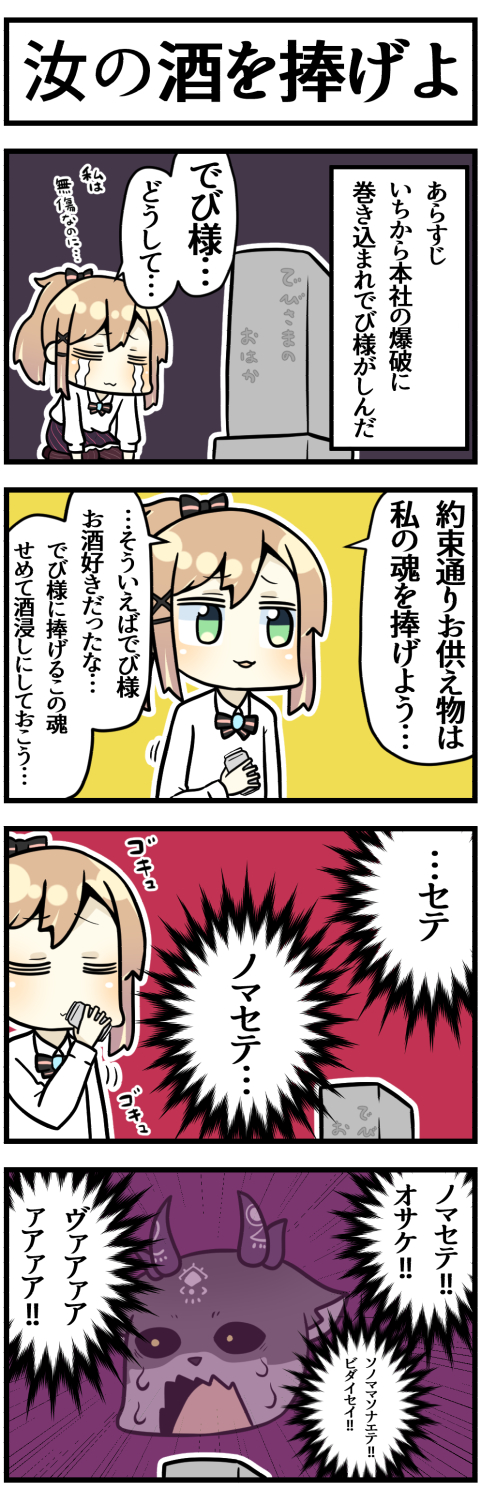 汝の酒を捧げよ
あらすじ
いちから本社の爆破に
巻き込まれでび様がしんだ
でびさまの
おはか
でび様…
どうして…
私は
無傷なのに…
約束通りお供え物は
私の魂を捧げよう…
…そういえばでび様
お酒好きだったな…
でび様に捧げるこの魂
せめて酒浸しにしておこう…
…セテ
ノマセテ…
ゴキュ
ゴキュ
でび
お
ノマセテ!!
オサケ!!
ソノママソナエテ!!
ビダイセイ!!
ヴァアァァ
アアァア!!